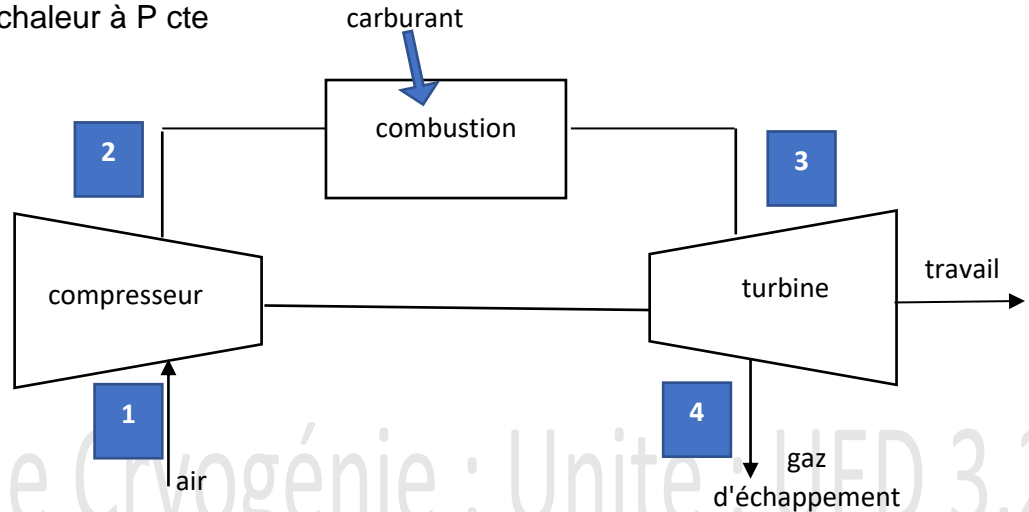 chaleur à P cte
carburant
combustion
2
3
compresseur
turbine
travail
1
4
air
gaz
d'échappement
e Cryogénie : Unité : UED 3.2